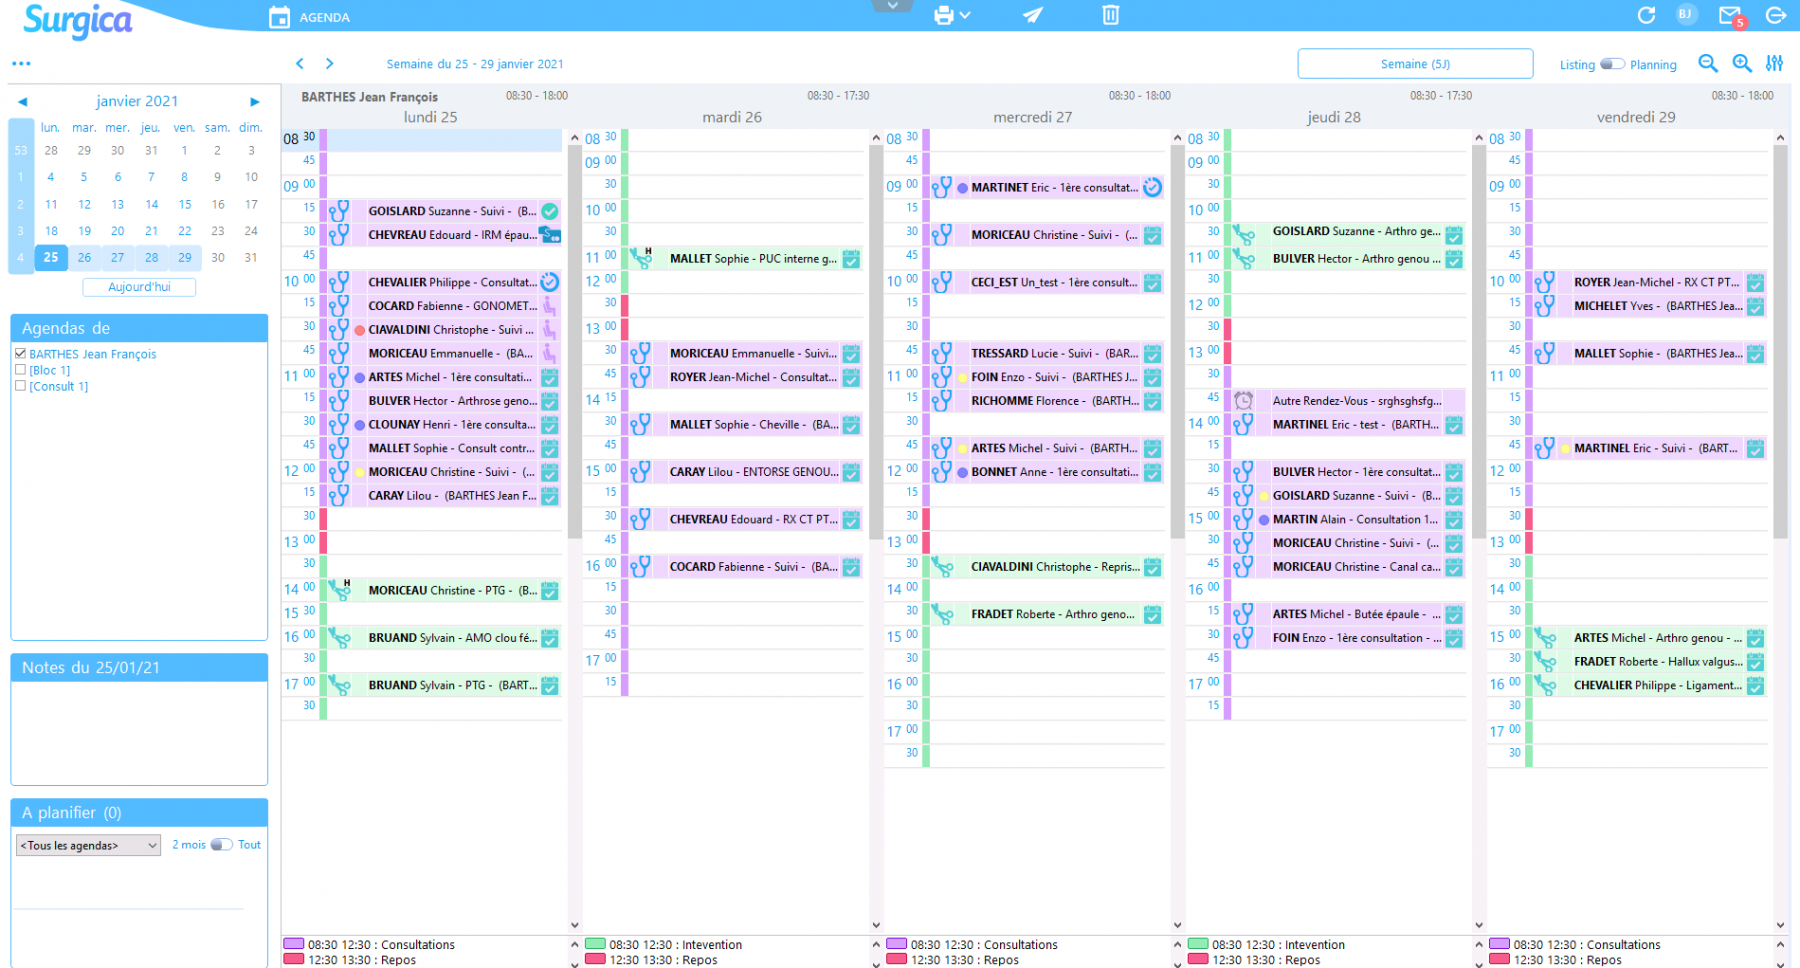 Surgica
AGENDA
BJ
5
Semaine du 25 - 29 janvier 2021
Semaine (5J)
Listing Planning
janvier 2021
lun. mar. mer. jeu. ven. sam. dim.
53 28 29 30 31 1 2 3
1 4 5 6 7 8 9 10
2 11 12 13 14 15 16 17
3 18 19 20 21 22 23 24
4 25 26 27 28 29 30 31
Aujourd'hui
Agendas de
BARTHES Jean François
[Bloc 1]
[Consult 1]
Notes du 25/01/21
A planifier (0)
<Tous les agendas> 2 mois Tout
BARTHES Jean François 08:30 - 18:00
lundi 25
08 30
45
09 00
15 GOISLARD Suzanne - Suivi - (B...
30 CHEVREAU Edouard - IRM épau...
45
10 00 CHEVALIER Philippe - Consultat...
15 COCARD Fabienne - GONOMET...
30 CIAVALDINI Christophe - Suivi ...
45 MORICEAU Emmanuelle - (BA...
11 00 ARTES Michel - 1ère consultati...
15 BULVER Hector - Arthrose geno...
30 CLOUNAY Henri - 1ère consulta...
45 MALLET Sophie - Consult contr...
12 00 MORICEAU Christine - Suivi - (...
15 CARAY Lilou - (BARTHES Jean F...
30
13 00
30
14 00 H MORICEAU Christine - PTG - (B...
15 30
16 00 BRUAND Sylvain - AMO clou fé...
30
17 00 BRUAND Sylvain - PTG - (BART...
30
08:30 12:30 : Consultations
12:30 13:30 : Repos
08:30 - 17:30
mardi 26
08 30
09 00
30
10 00
30
11 00 H MALLET Sophie - PUC interne g...
12 00
30
13 00
30 MORICEAU Emmanuelle - Suivi...
45 ROYER Jean-Michel - Consultat...
14 15
30 MALLET Sophie - Cheville - (BA...
45
15 00 CARAY Lilou - ENTORSE GENOU...
15
30 CHEVREAU Edouard - RX CT PT...
45
16 00 COCARD Fabienne - Suivi - (BA...
15
30
45
17 00
15
08:30 12:30 : Intevention
12:30 13:30 : Repos
08:30 - 18:00
mercredi 27
08 30
45
09 00 MARTINET Eric - 1ère consultat...
15
30 MORICEAU Christine - Suivi - (...
45
10 00 CECI_EST Un_test - 1ère consult...
15
30
45 TRESSARD Lucie - Suivi - (BAR...
11 00 FOIN Enzo - Suivi - (BARTHES J...
15 RICHOMME Florence - (BARTH...
30
45 ARTES Michel - Suivi - (BARTH...
12 00 BONNET Anne - 1ère consultati...
15
30
13 00
30 CIAVALDINI Christophe - Repris...
14 00
30 FRADET Roberte - Arthro geno...
15 00
30
16 00
30
17 00
30
08:30 12:30 : Consultations
12:30 13:30 : Repos
08:30 - 17:30
jeudi 28
08 30
09 00
30
10 00
30 GOISLARD Suzanne - Arthro ge...
11 00 BULVER Hector - Arthro genou ...
30
12 00
30
13 00
30
45 Autre Rendez-Vous - srghsghsfg...
14 00 MARTINEL Eric - test - (BARTH...
15
30 BULVER Hector - 1ère consultat...
45 GOISLARD Suzanne - Suivi - (B...
15 00 MARTIN Alain - Consultation 1...
30 MORICEAU Christine - Suivi - (...
45 MORICEAU Christine - Canal ca...
16 00
15 ARTES Michel - Butée épaule - ...
30 FOIN Enzo - 1ère consultation - ...
45
17 00
15
08:30 12:30 : Intevention
12:30 13:30 : Repos
08:30 - 18:00
vendredi 29
08 30
45
09 00
15
30
45
10 00 ROYER Jean-Michel - RX CT PT...
15 MICHELET Yves - (BARTHES Jea...
30
45 MALLET Sophie - (BARTHES Jea...
11 00
15
30
45 MARTINEL Eric - Suivi - (BART...
12 00
15
30
13 00
30
14 00
30
15 00 ARTES Michel - Arthro genou - ...
30 FRADET Roberte - Hallux valgus...
16 00 CHEVALIER Philippe - Ligament...
30
17 00
30
08:30 12:30 : Consultations
12:30 13:30 : Repos